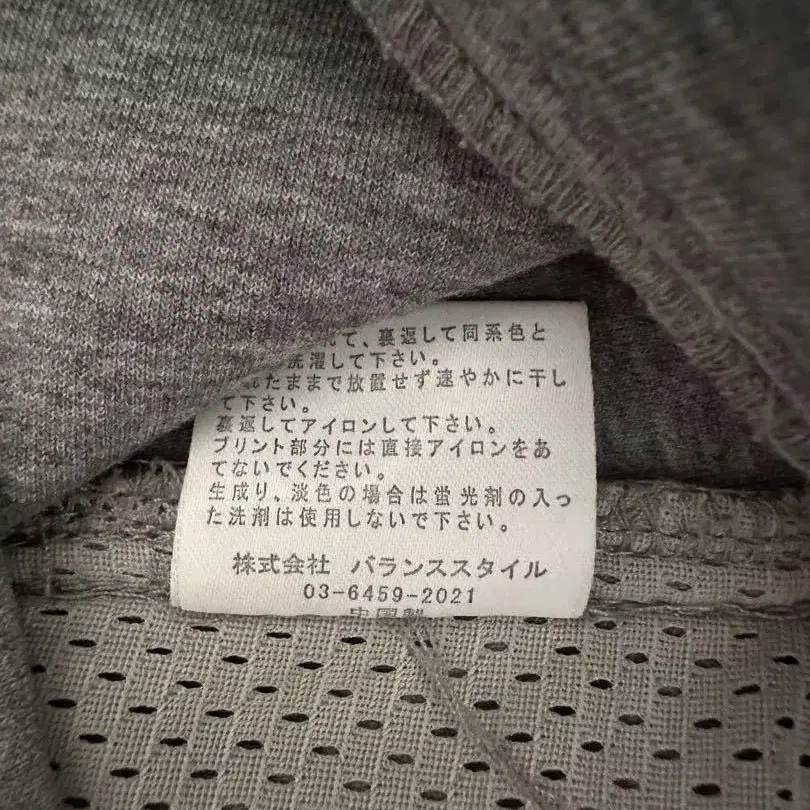 れて、裏返して同系色と
洗濯して下さい。
れたままで放置せず速やかに干し
て下さい。
裏返してアイロンして下さい。
プリント部分には直接アイロンをあ
てないでください。
生成り、淡色の場合は蛍光剤の入っ
た洗剤は使用しないで下さい。
株式会社 バランススタイル
03-6459-2021
中国製